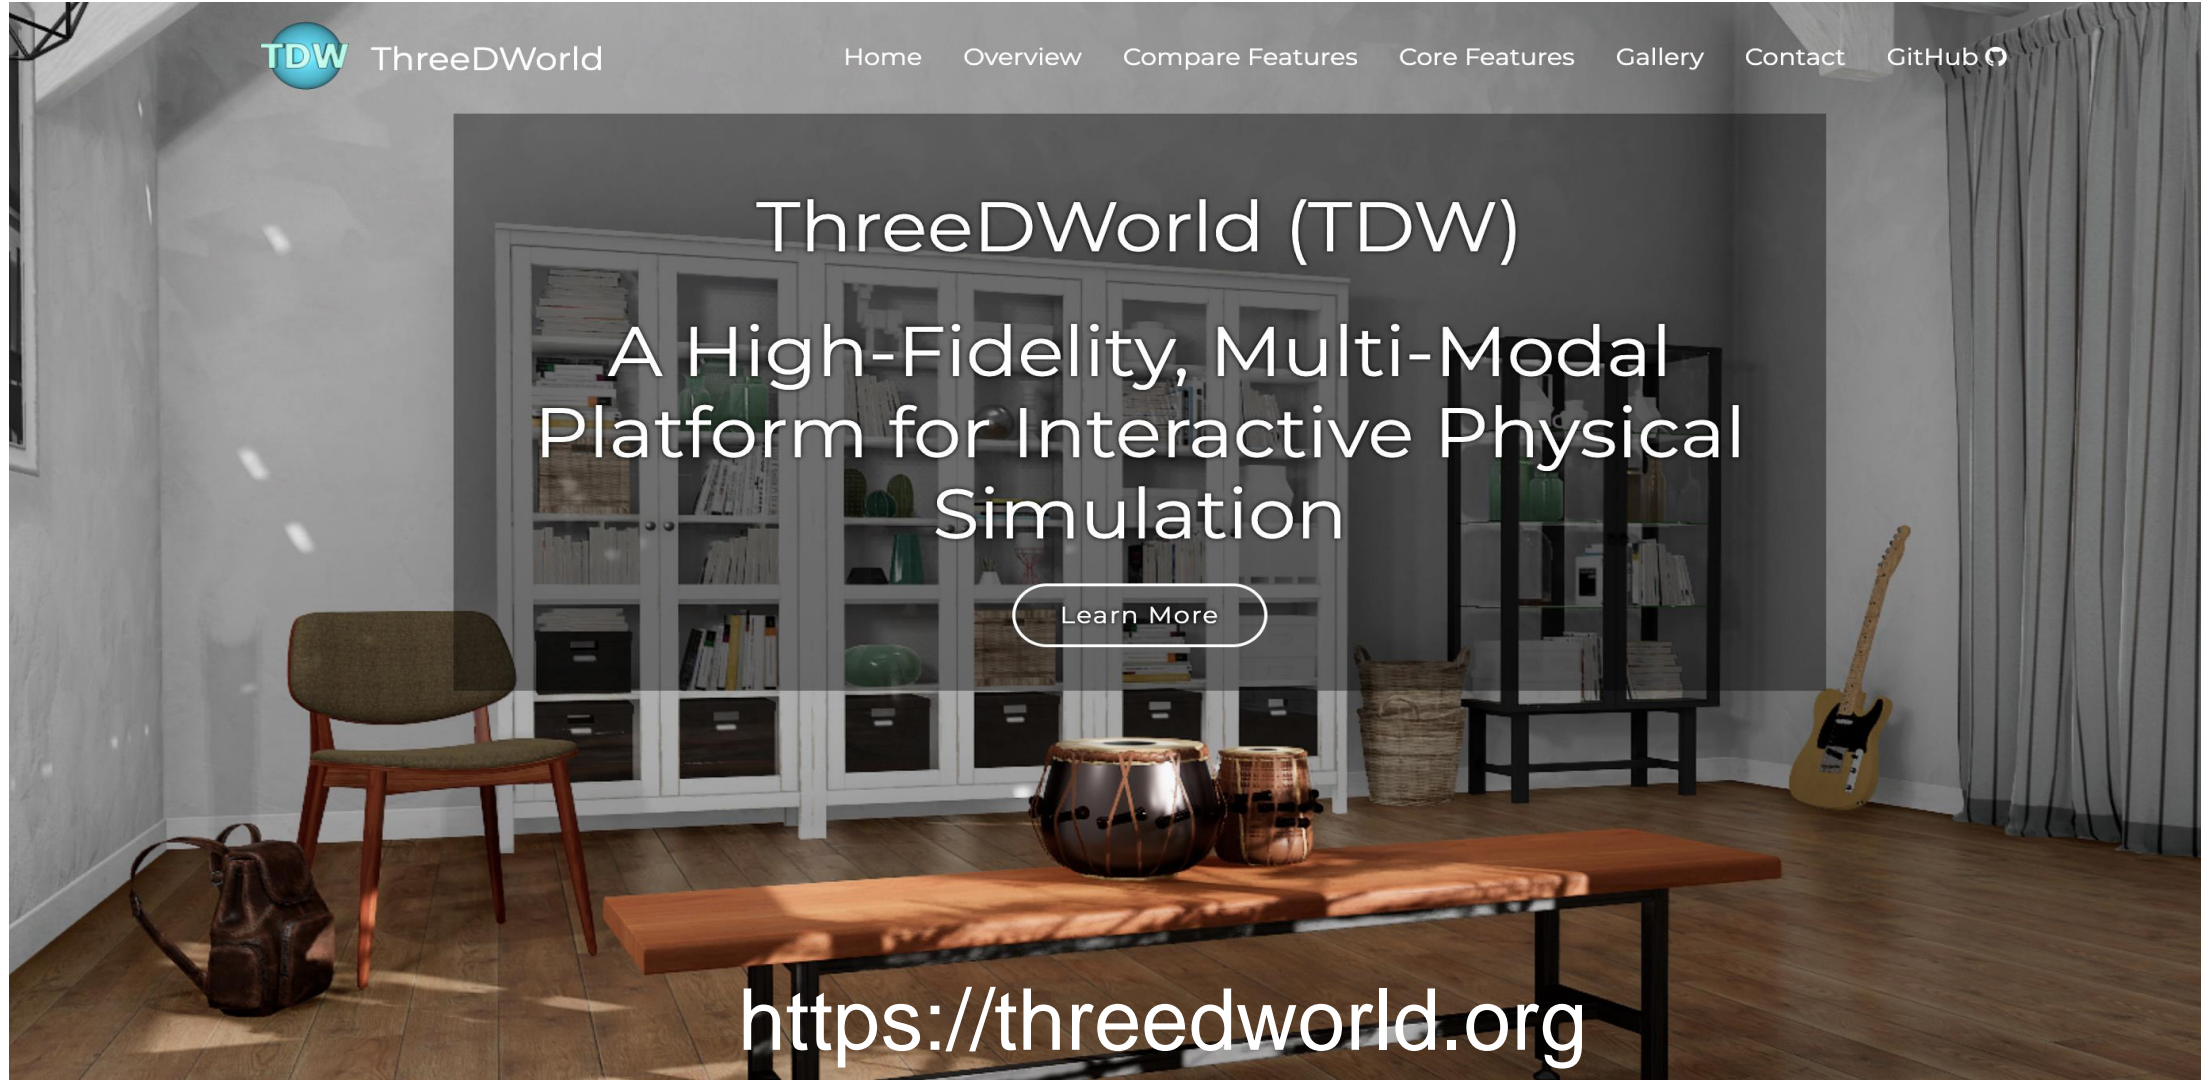 TDW ThreeDWorld Home Overview Compare Features Core Features Gallery Contact GitHub
ThreeDWorld (TDW)
A High-Fidelity, Multi-Modal
Platform for Interactive Physical
Simulation
Learn More
https://threedworld.org